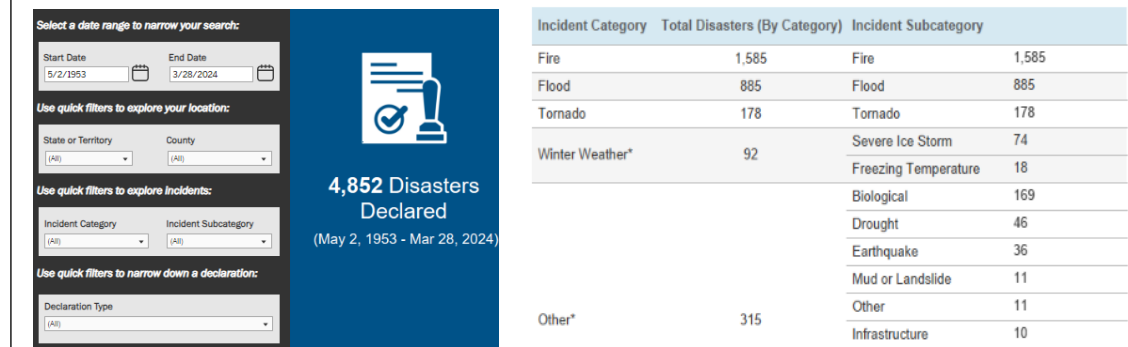 Select a date range to narrow your search:
Start Date End Date
5/2/1953 3/28/2024
Use quick filters to explore your location:
State or Territory County
(All) (All)
Use quick filters to explore incidents:
Incident Category Incident Subcategory
(All) (All)
Use quick filters to narrow down a declaration:
Declaration Type
(All)
4,852 Disasters
Declared
(May 2, 1953 - Mar 28, 2024)
Incident Category Total Disasters (By Category) Incident Subcategory
Fire 1,585 Fire 1,585
Flood 885 Flood 885
Tornado 178 Tornado 178
Winter Weather* 92 Severe Ice Storm 74
Freezing Temperature 18
Other* 315 Biological 169
Drought 46
Earthquake 36
Mud or Landslide 11
Other 11
Infrastructure 10